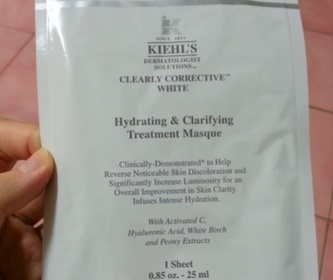 SINCE 1851
KIEHL'S
DERMATOLOGIST
SOLUTIONS™
CLEARLY CORRECTIVE™
WHITE
Hydrating & Clarifying
Treatment Masque
Clinically-Demonstrated* to Help
Reverse Noticeable Skin Discoloration and
Significantly Increase Luminosity for an
Overall Improvement in Skin Clarity.
Infuses Intense Hydration.
With Activated C,
Hyaluronic Acid, White Birch
and Peony Extracts
1 Sheet
0.85 oz. - 25 ml